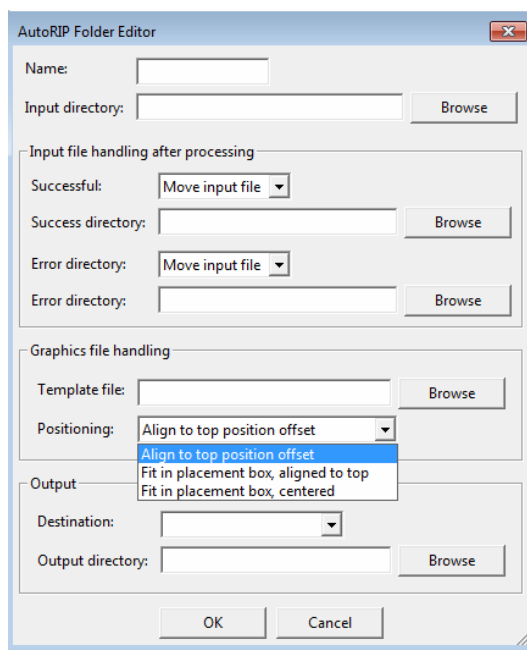 AutoRIP Folder Editor
Name:
Input directory: Browse
Input file handling after processing
Successful: Move input file
Success directory: Browse
Error directory: Move input file
Error directory: Browse
Graphics file handling
Template file: Browse
Positioning: Align to top position offset
Align to top position offset
Fit in placement box, aligned to top
Fit in placement box, centered
Output
Destination:
Output directory: Browse
OK Cancel